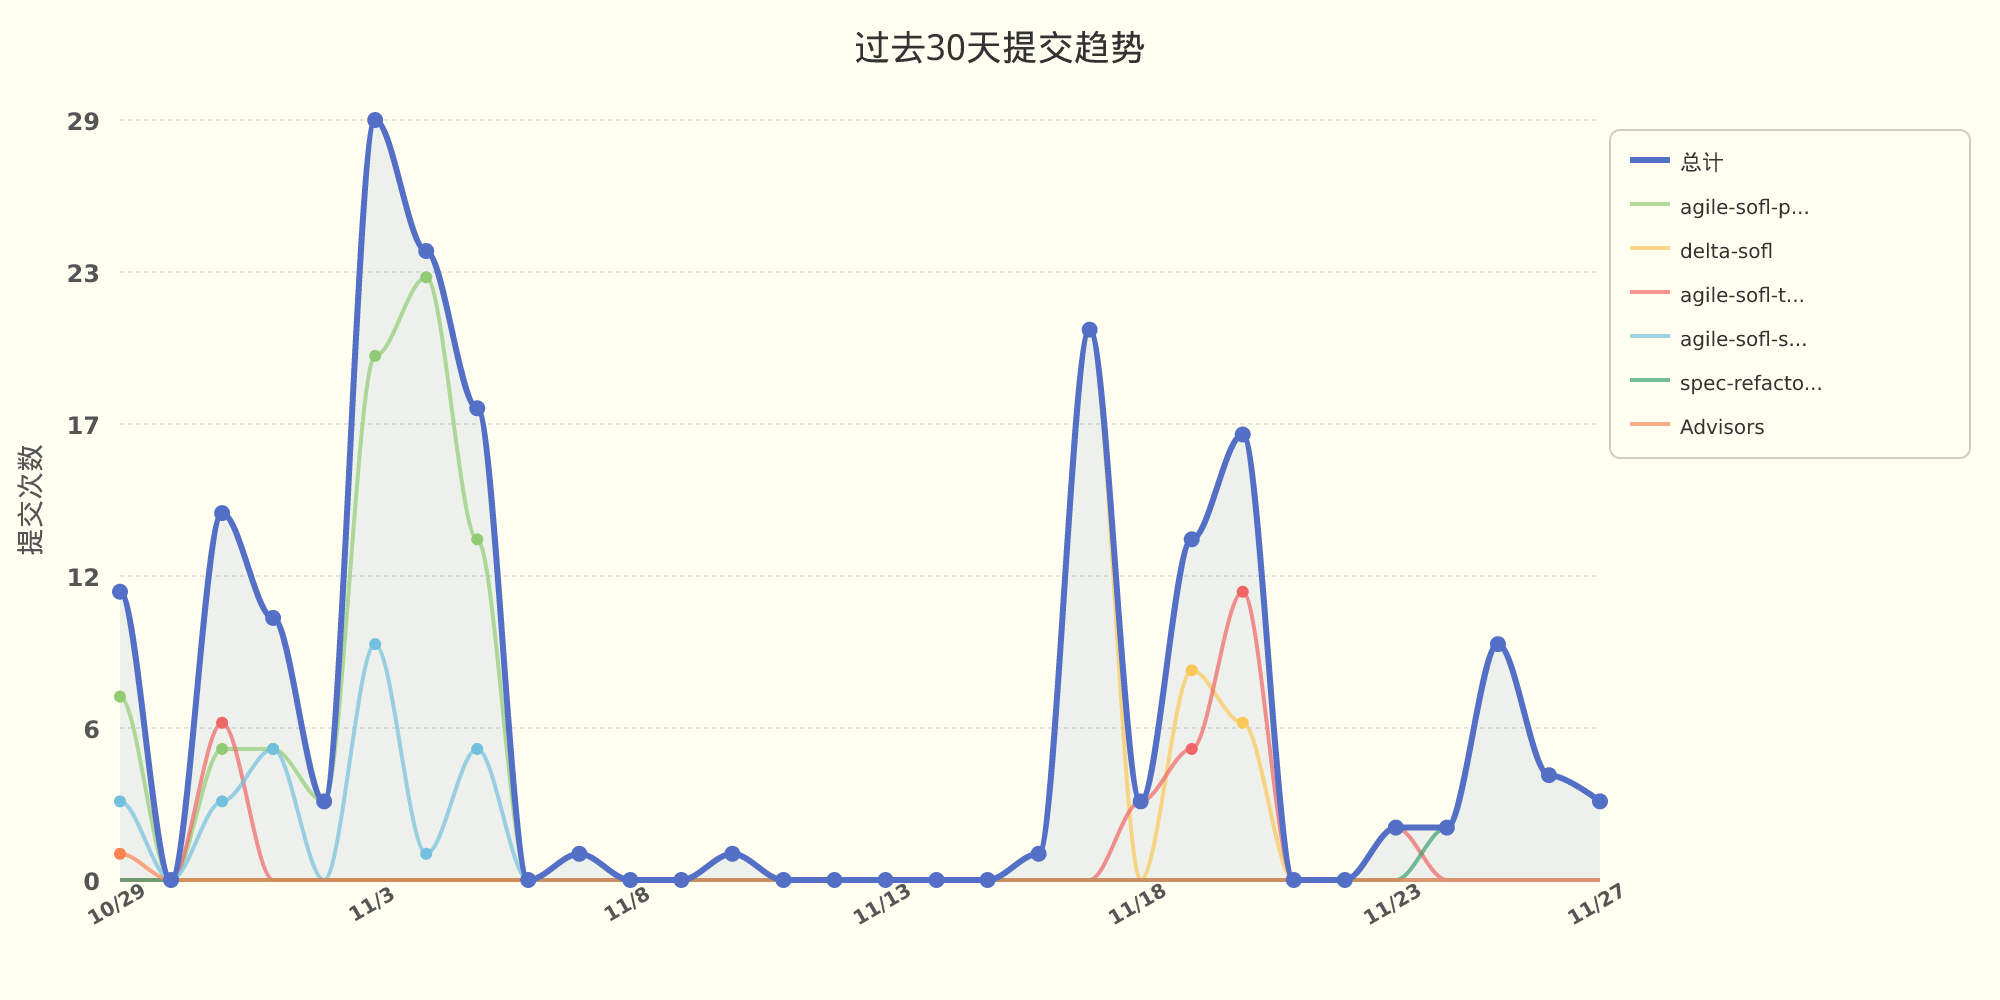 过去30天提交趋势
提交次数
29
23
17
12
6
0
10/29
11/3
11/8
11/13
11/18
11/23
11/27
总计
agile-sofl-p...
delta-sofl
agile-sofl-t...
agile-sofl-s...
spec-refacto...
Advisors